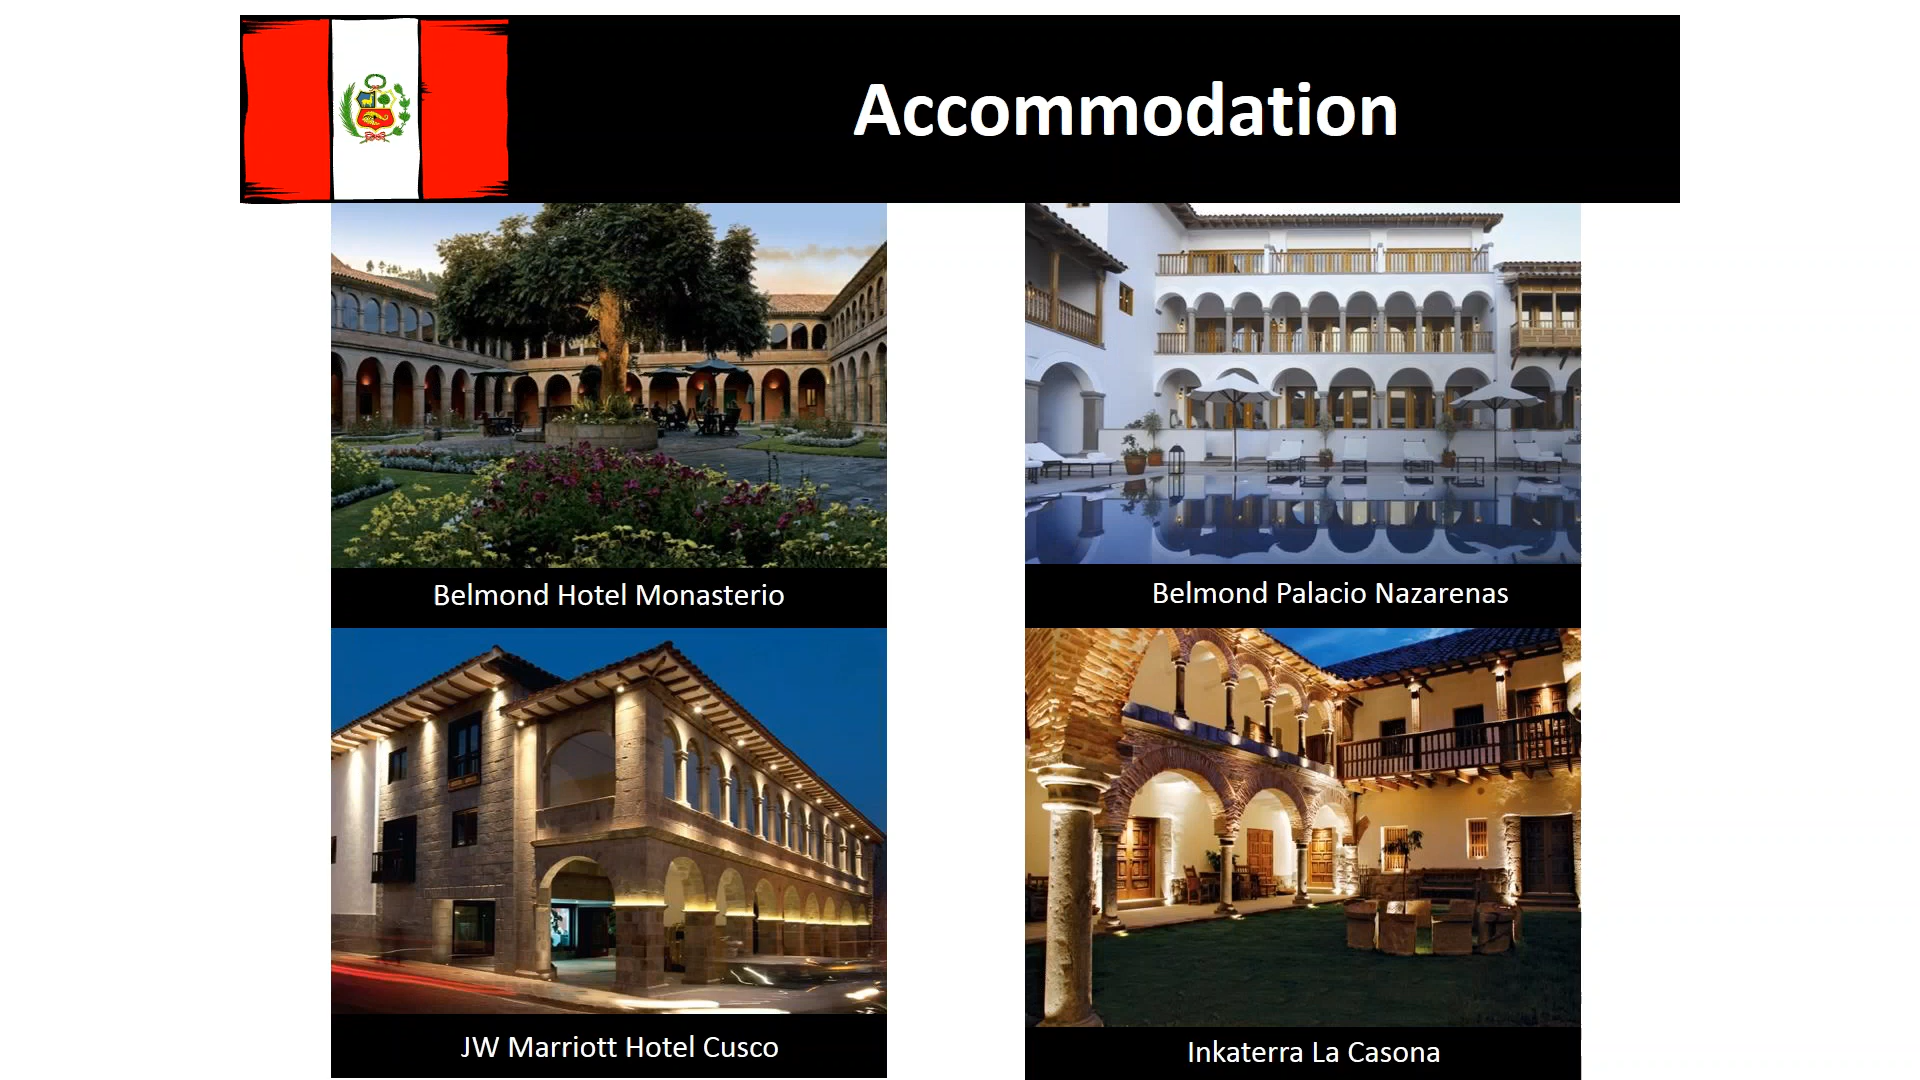 Accommodation
Belmond Hotel Monasterio
Belmond Palacio Nazarenas
JW Marriott Hotel Cusco
Inkaterra La Casona